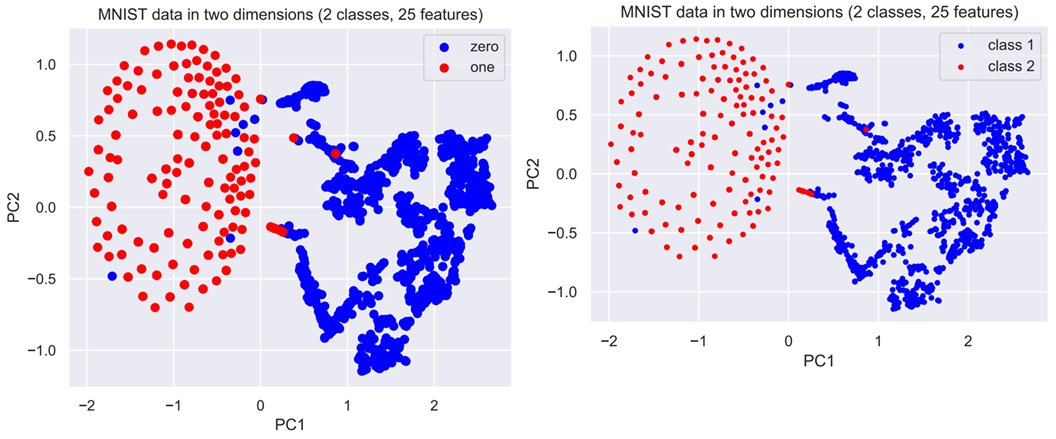 MNIST data in two dimensions (2 classes, 25 features)
zero
one
1.0
0.5
0.0
−0.5
−1.0
PC2
−2
−1
0
1
2
PC1
MNIST data in two dimensions (2 classes, 25 features)
class 1
class 2
1.0
0.5
0.0
−0.5
−1.0
PC2
−2
−1
0
1
2
PC1